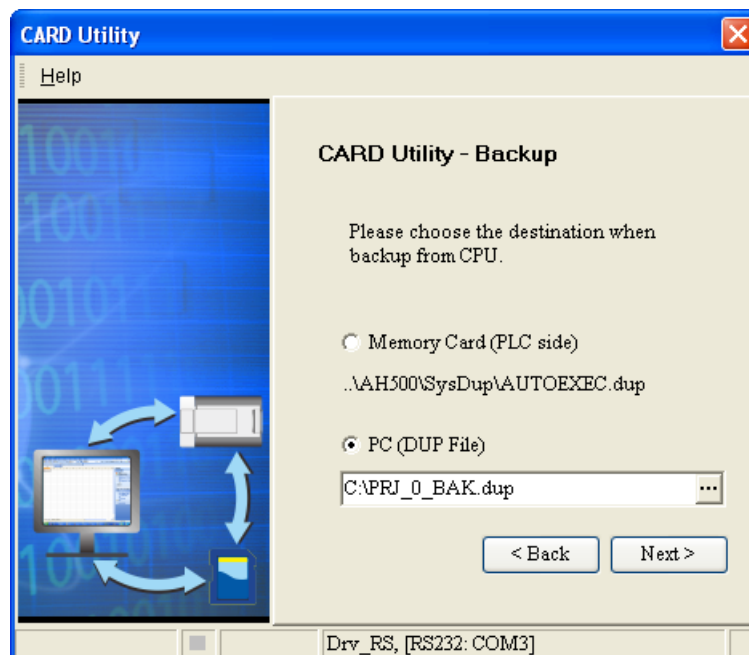 CARD Utility
Help
CARD Utility - Backup
Please choose the destination when
backup from CPU.
Memory Card (PLC side)
..\AH500\SysDup\AUTOEXEC.dup
PC (DUP File)
C:\PRJ_0_BAK.dup
...
< Back
Next >
Drv_RS, [RS232: COM3]